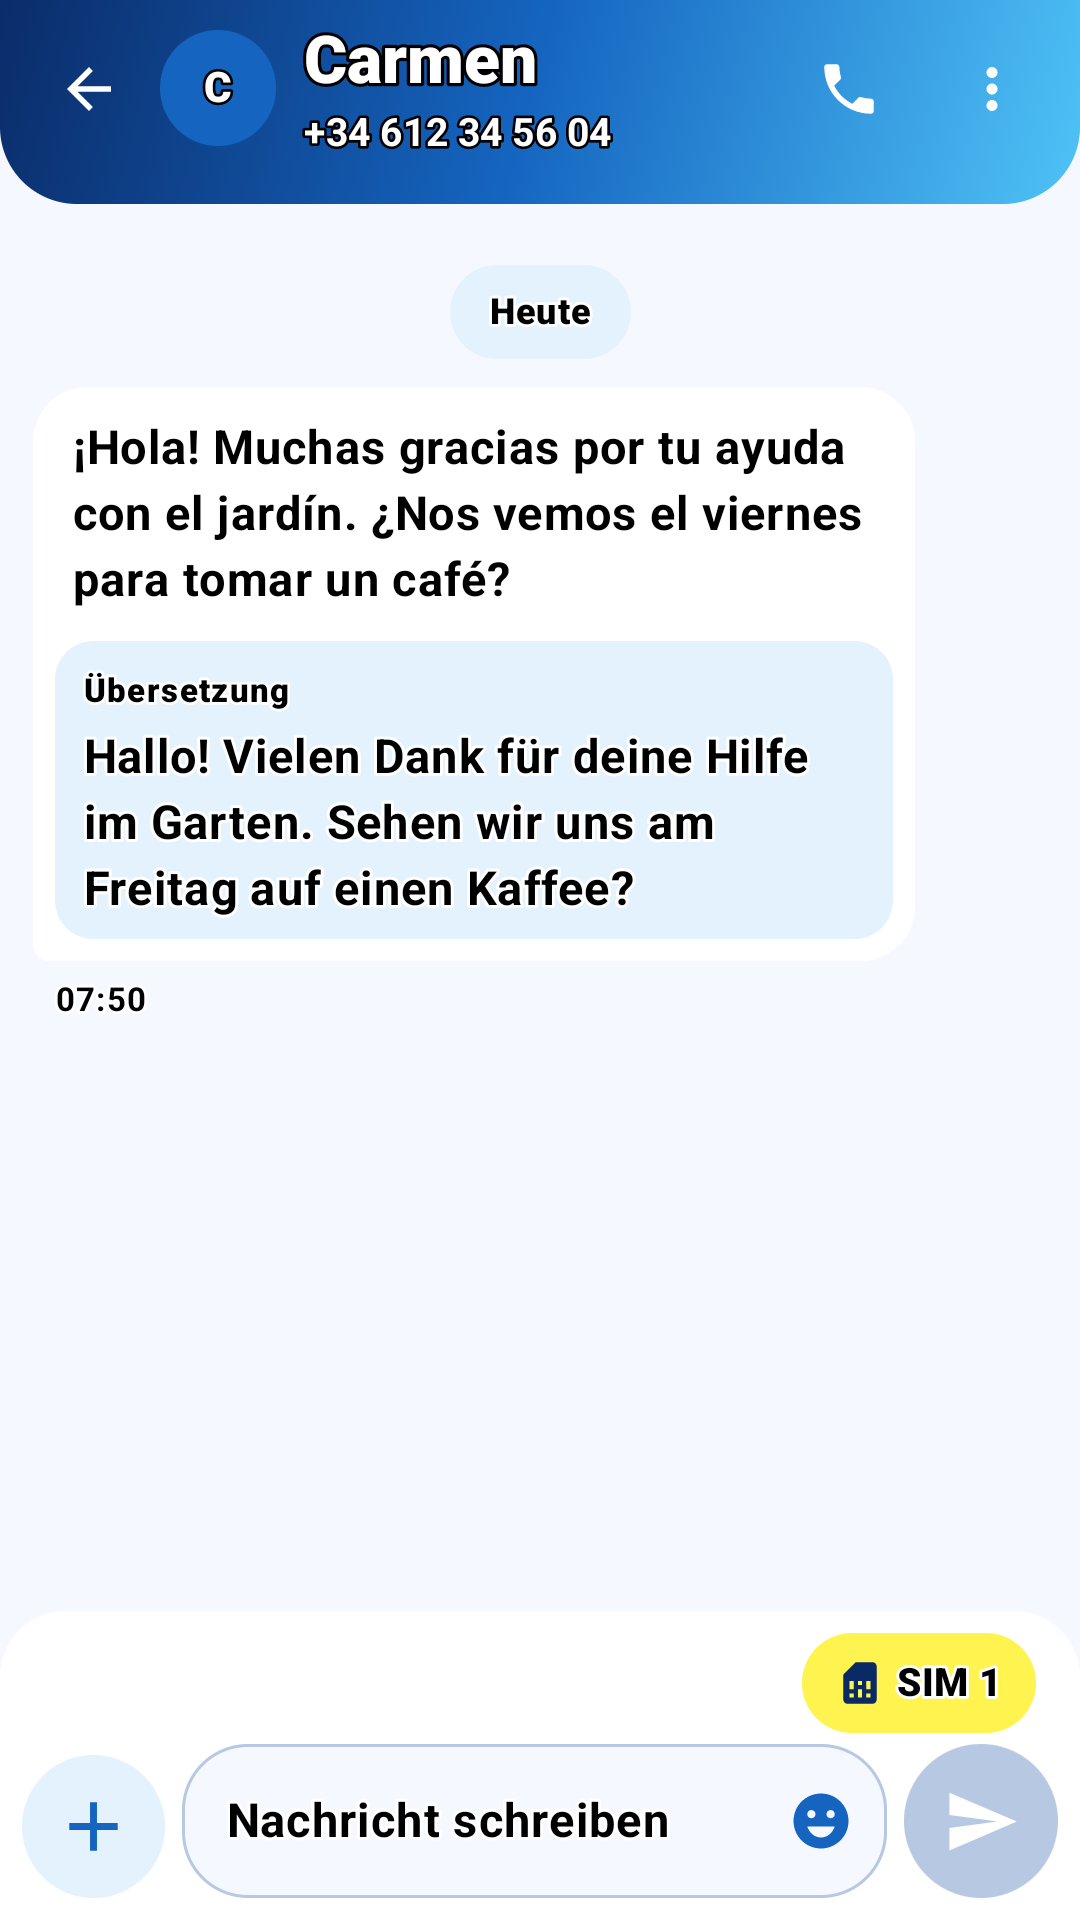 Carmen
C
+34 612 34 56 04
Heute
¡Hola! Muchas gracias por tu ayuda
con el jardín. ¿Nos vemos el viernes
para tomar un café?
Übersetzung
Hallo! Vielen Dank für deine Hilfe
im Garten. Sehen wir uns am
Freitag auf einen Kaffee?
07:50
SIM 1
Nachricht schreiben